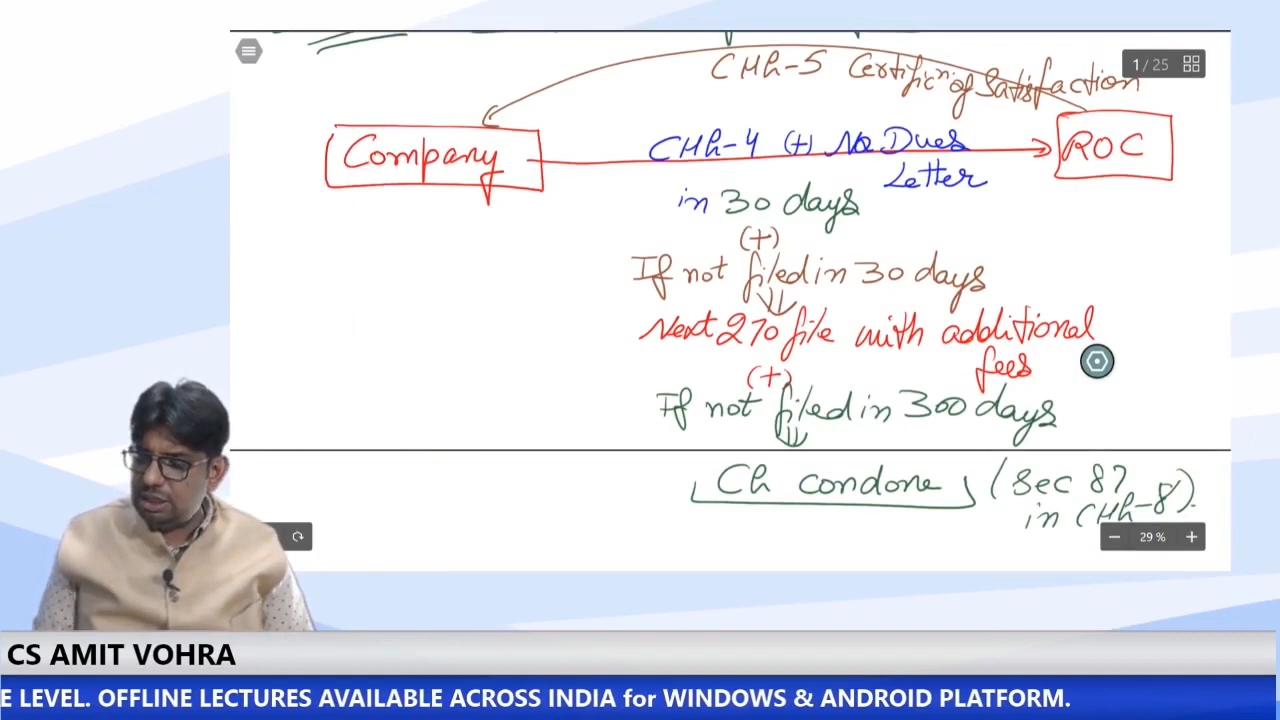 CHG-5 Certificⁿ of Satisfaction
1 / 25
Company
CHG-4 (+) No Dues
Letter
ROC
in 30 days
(+)
If not filed in 30 days
Next 270 file with additional
fees
(+)
If not filed in 300 days
CG condone (Sec 87
in CHG-8).
29 %
CS AMIT VOHRA
E LEVEL. OFFLINE LECTURES AVAILABLE ACROSS INDIA for WINDOWS & ANDROID PLATFORM.